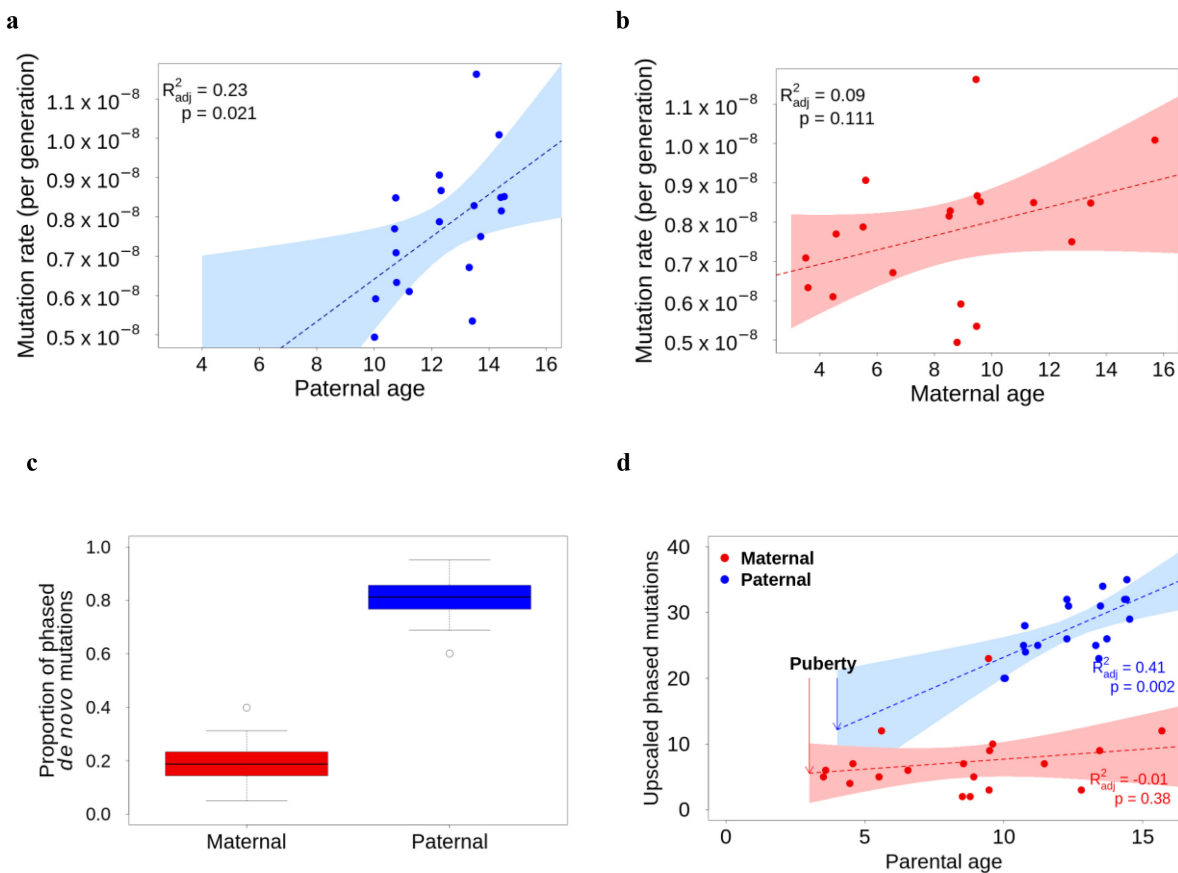 a
R²adj = 0.23
p = 0.021
Mutation rate (per generation)
1.1 x 10⁻⁸
1.0 x 10⁻⁸
0.9 x 10⁻⁸
0.8 x 10⁻⁸
0.7 x 10⁻⁸
0.6 x 10⁻⁸
0.5 x 10⁻⁸
4 6 8 10 12 14 16
Paternal age
b
R²adj = 0.09
p = 0.111
Mutation rate (per generation)
1.1 x 10⁻⁸
1.0 x 10⁻⁸
0.9 x 10⁻⁸
0.8 x 10⁻⁸
0.7 x 10⁻⁸
0.6 x 10⁻⁸
0.5 x 10⁻⁸
4 6 8 10 12 14 16
Maternal age
c
Proportion of phased
de novo mutations
1.0
0.8
0.6
0.4
0.2
0.0
Maternal Paternal
d
Upscaled phased mutations
40
30
20
10
0
Maternal
Paternal
Puberty
R²adj = 0.41
p = 0.002
R²adj = -0.01
p = 0.38
0 5 10 15
Parental age